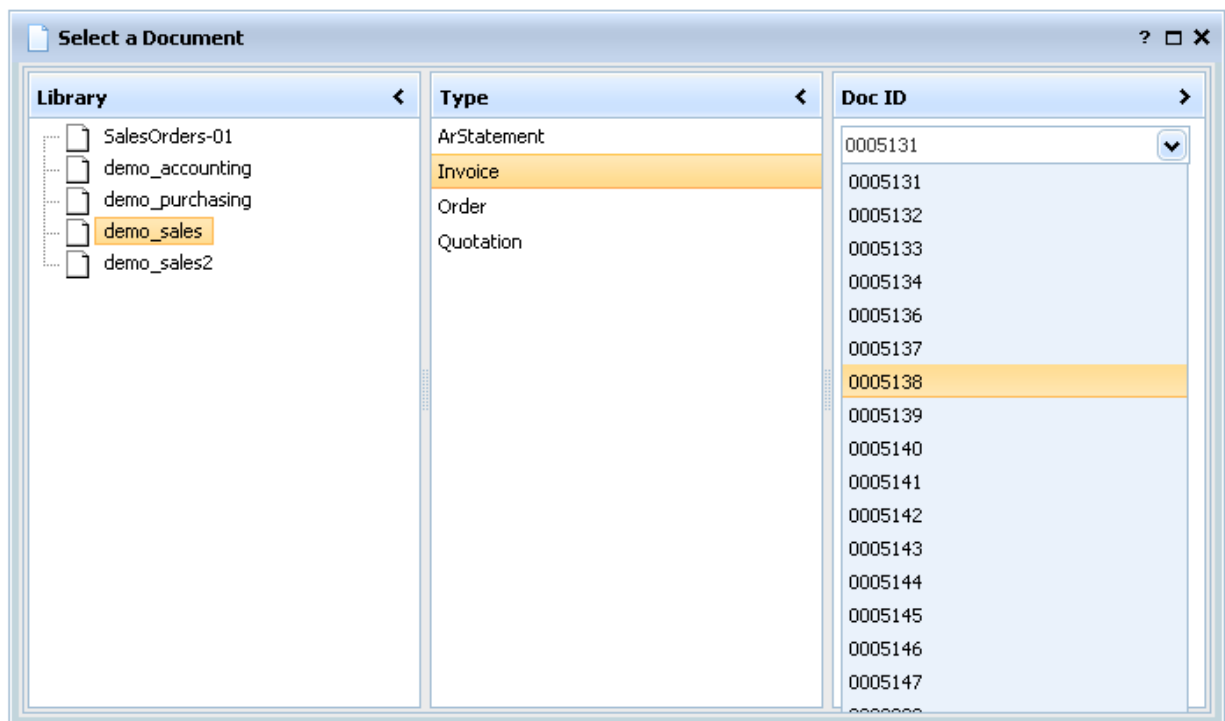 Select a Document
?
Library
SalesOrders-01
demo_accounting
demo_purchasing
demo_sales
demo_sales2
Type
ArStatement
Invoice
Order
Quotation
Doc ID
0005131
0005131
0005132
0005133
0005134
0005136
0005137
0005138
0005139
0005140
0005141
0005142
0005143
0005144
0005145
0005146
0005147